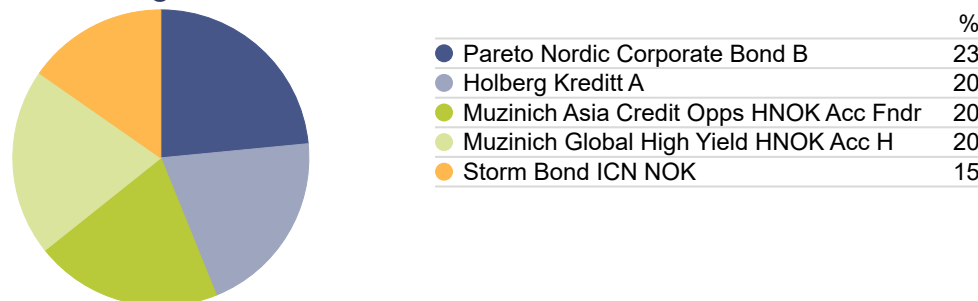 %
Pareto Nordic Corporate Bond B 23
Holberg Kreditt A 20
Muzinich Asia Credit Opps HNOK Acc Fndr 20
Muzinich Global High Yield HNOK Acc H 20
Storm Bond ICN NOK 15